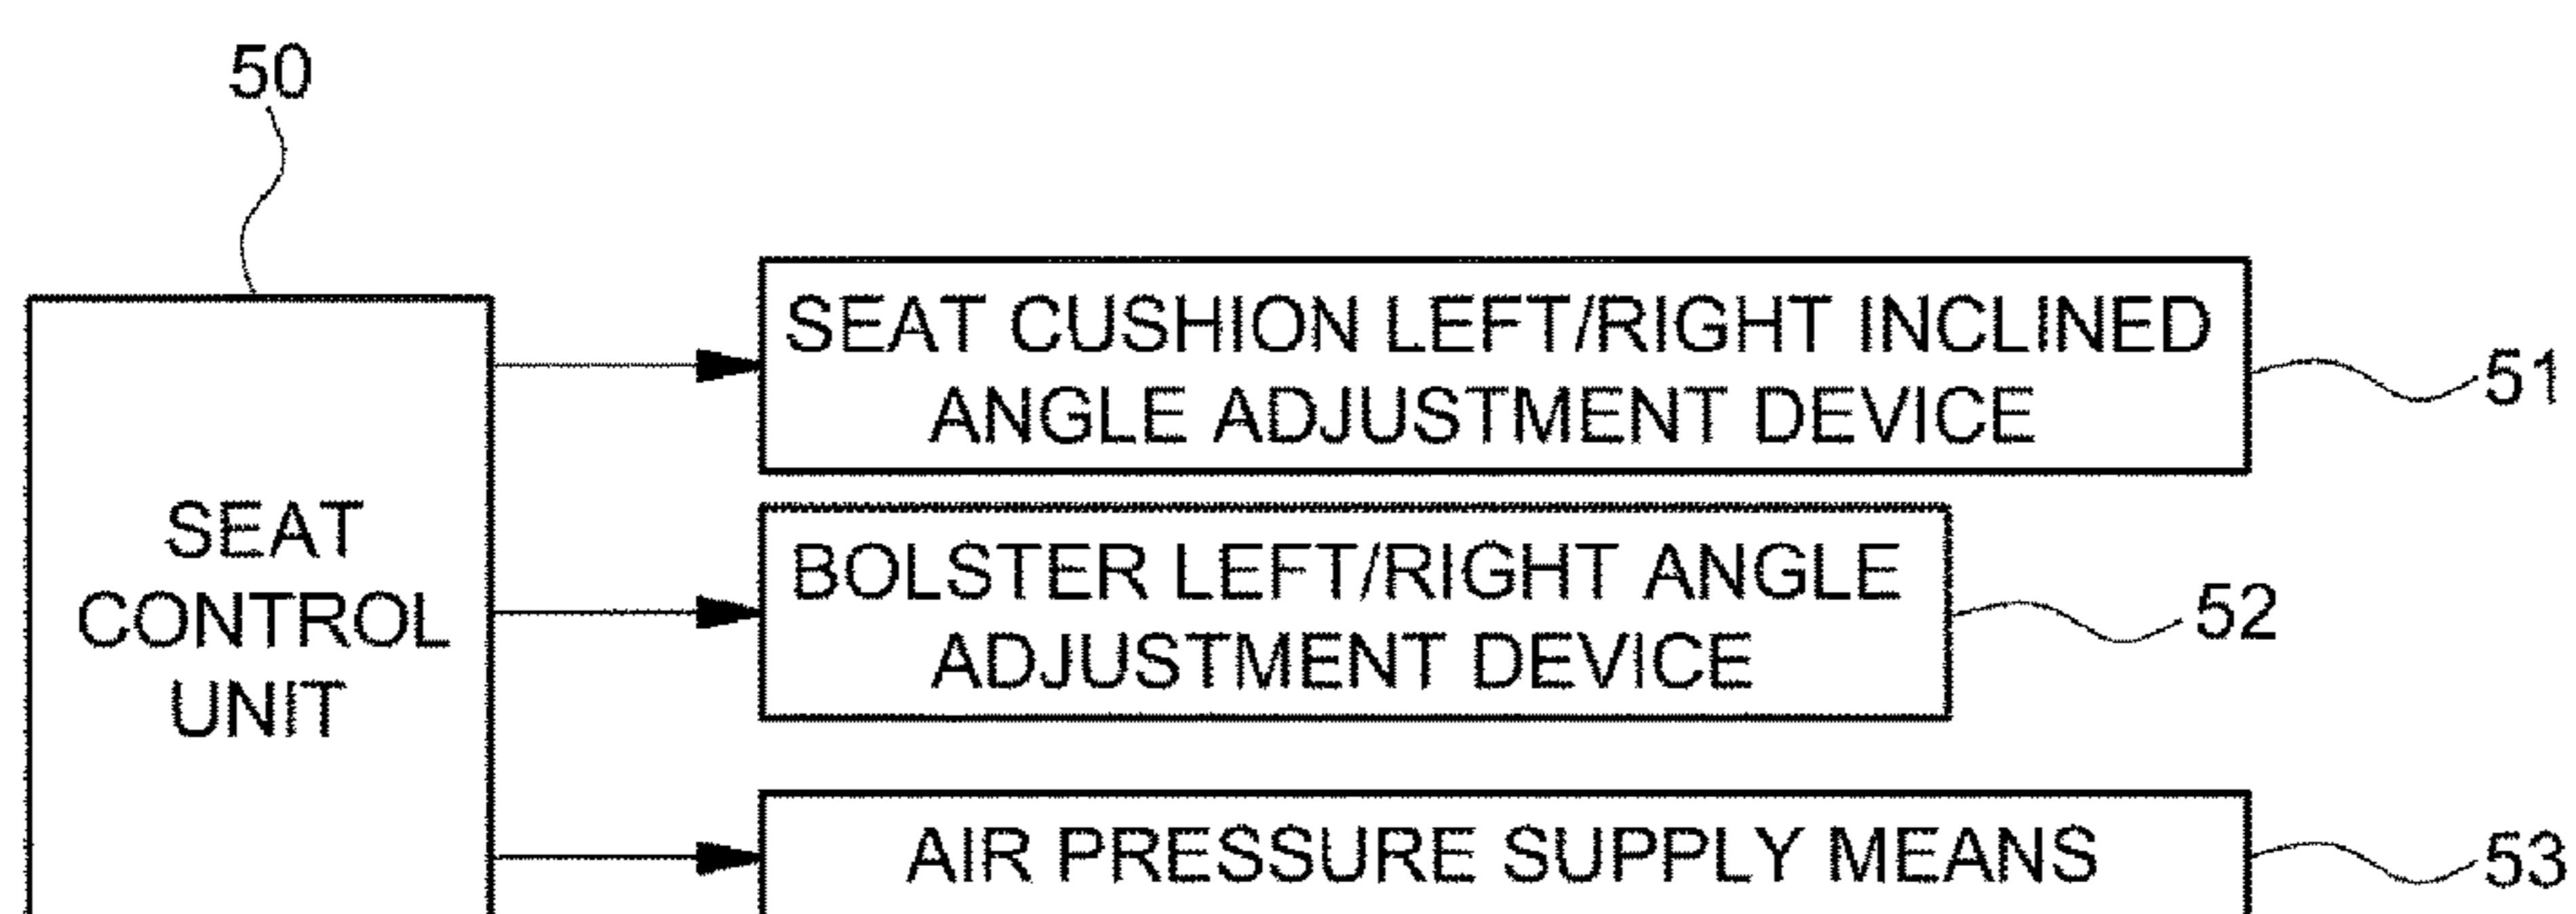 50
SEAT CUSHION LEFT/RIGHT INCLINED
ANGLE ADJUSTMENT DEVICE
51
SEAT
CONTROL
UNIT
BOLSTER LEFT/RIGHT ANGLE
ADJUSTMENT DEVICE
52
AIR PRESSURE SUPPLY MEANS
53